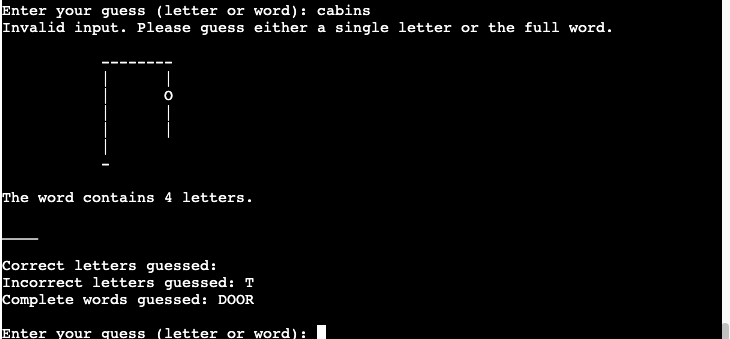 Enter your guess (letter or word): cabins
Invalid input. Please guess either a single letter or the full word.
--------
|      |
|      O
|      |
|      |
|
-
The word contains 4 letters.
____
Correct letters guessed:
Incorrect letters guessed: T
Complete words guessed: DOOR
Enter your guess (letter or word):